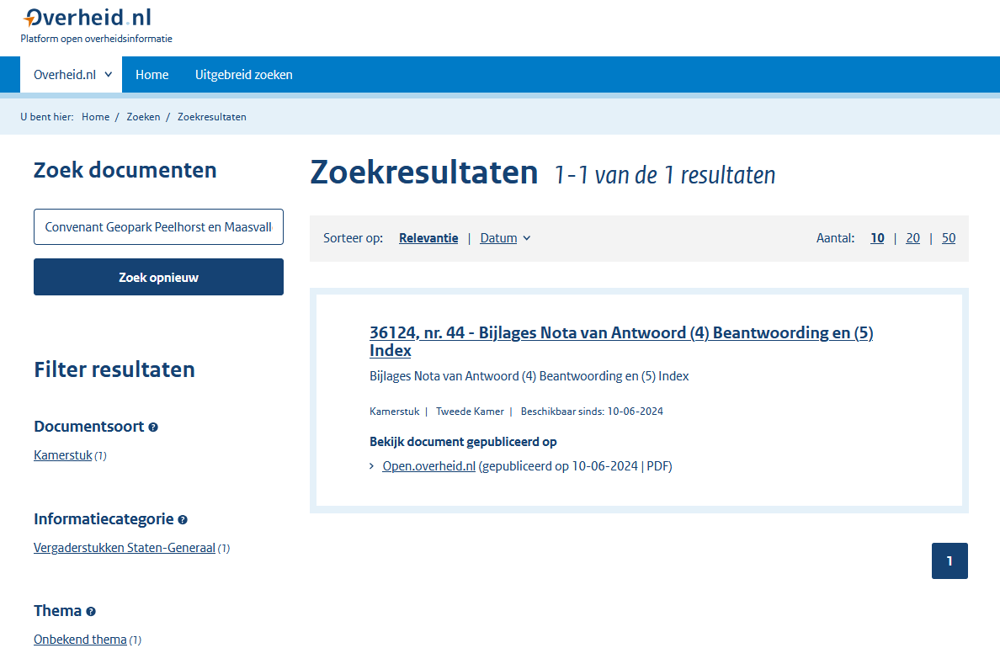 Overheid.nl
Platform open overheidsinformatie
Overheid.nl Home Uitgebreid zoeken
U bent hier: Home / Zoeken / Zoekresultaten
Zoek documenten
Convenant Geopark Peelhorst en Maasvall
Zoek opnieuw
Filter resultaten
Documentsoort
Kamerstuk (1)
Informatiecategorie
Vergaderstukken Staten-Generaal (1)
Thema
Onbekend thema (1)
Zoekresultaten 1-1 van de 1 resultaten
Sorteer op: Relevantie | Datum Aantal: 10 | 20 | 50
36124, nr. 44 - Bijlages Nota van Antwoord (4) Beantwoording en (5)
Index
Bijlages Nota van Antwoord (4) Beantwoording en (5) Index
Kamerstuk | Tweede Kamer | Beschikbaar sinds: 10-06-2024
Bekijk document gepubliceerd op
Open.overheid.nl (gepubliceerd op 10-06-2024 | PDF)
1